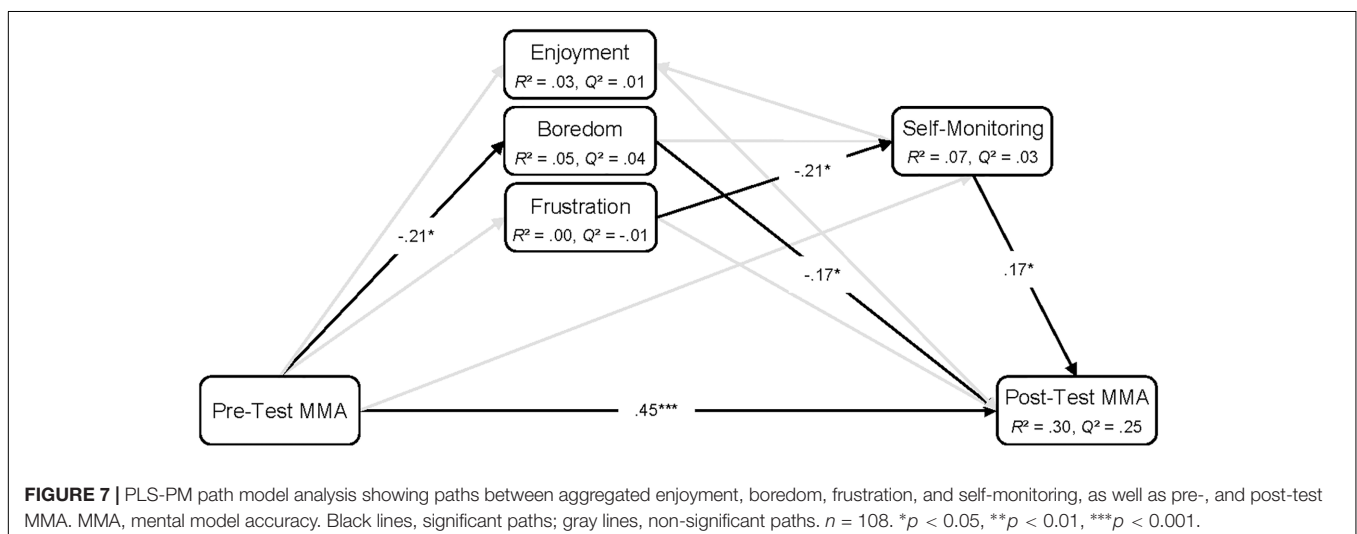 Enjoyment
R² = .03, Q² = .01
Boredom
R² = .05, Q² = .04
Frustration
R² = .00, Q² = -.01
Self-Monitoring
R² = .07, Q² = .03
-.21*
-.21*
-.17*
.17*
Pre-Test MMA
.45***
Post-Test MMA
R² = .30, Q² = .25
FIGURE 7 | PLS-PM path model analysis showing paths between aggregated enjoyment, boredom, frustration, and self-monitoring, as well as pre-, and post-test
MMA. MMA, mental model accuracy. Black lines, significant paths; gray lines, non-significant paths. n = 108. *p < 0.05, **p < 0.01, ***p < 0.001.